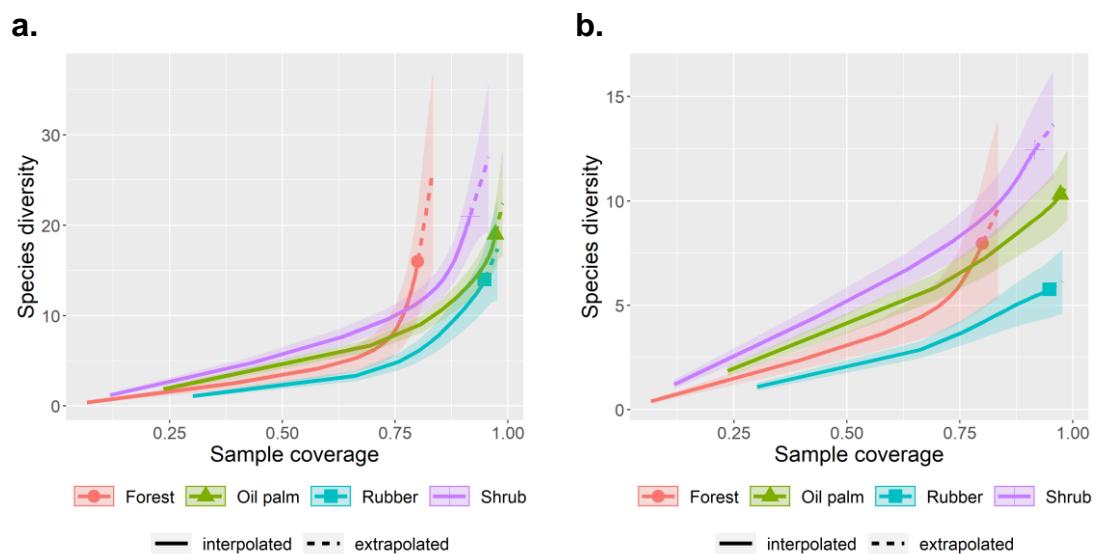 a.
Species diversity
30
20
10
0
0.25 0.50 0.75 1.00
Sample coverage
Forest Oil palm Rubber Shrub
interpolated extrapolated
b.
Species diversity
15
10
5
0
0.25 0.50 0.75 1.00
Sample coverage
Forest Oil palm Rubber Shrub
interpolated extrapolated